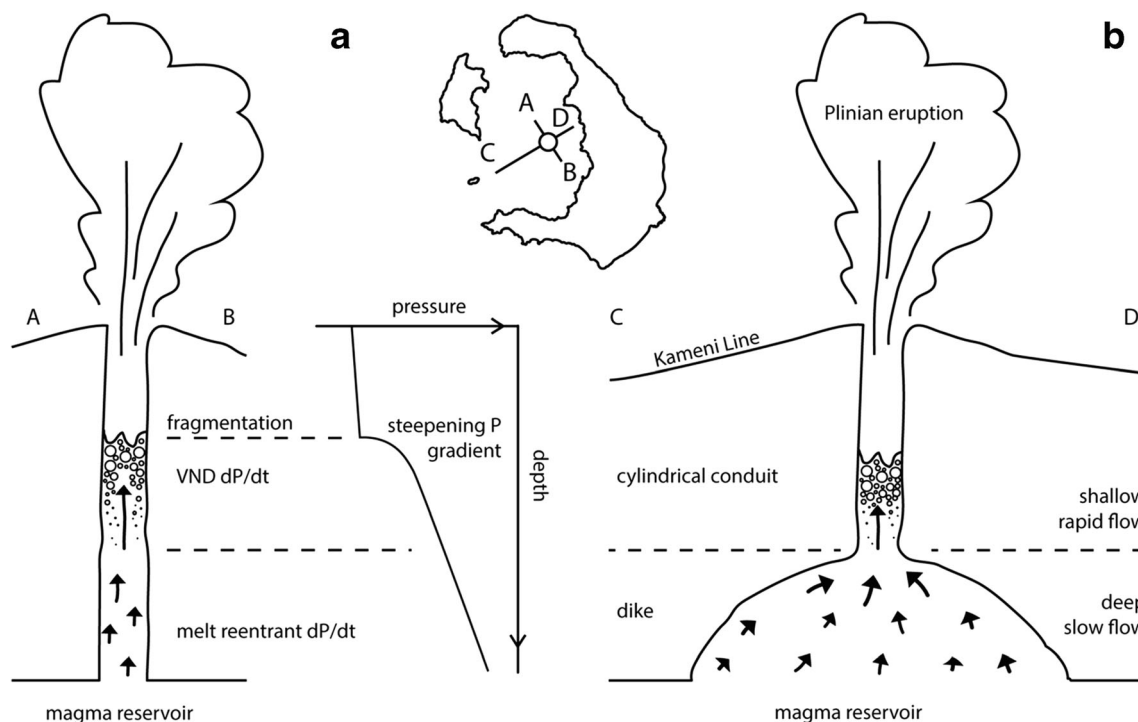 a
b
A
D
C
B
Plinian eruption
A
B
pressure
C
D
Kameni Line
fragmentation
steepening P
gradient
VND dP/dt
depth
cylindrical conduit
shallow
rapid flow
melt reentrant dP/dt
dike
deep
slow flow
magma reservoir
magma reservoir